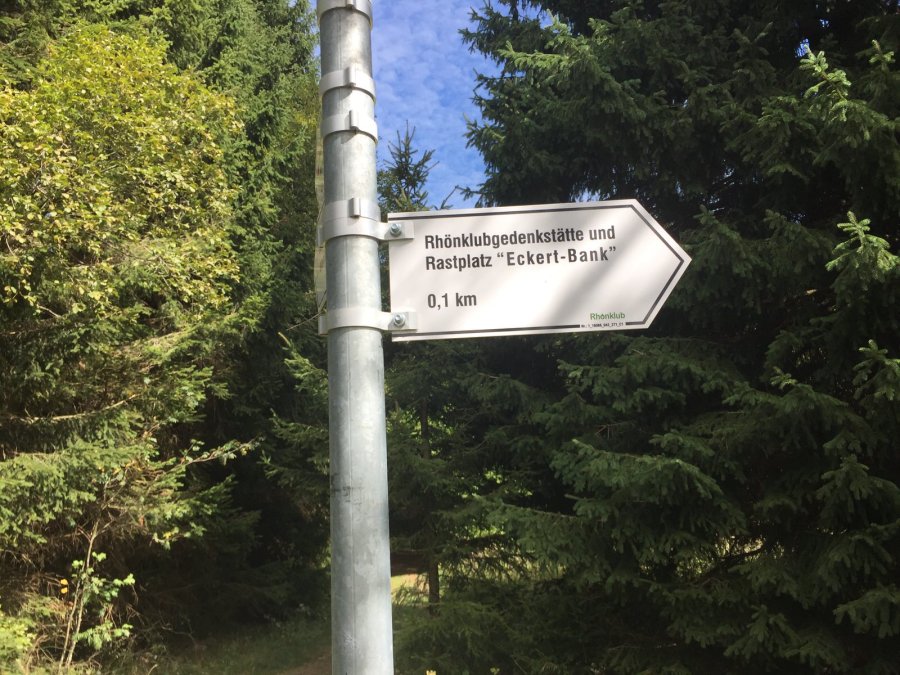 Rhönklubgedenkstätte und
Rastplatz "Eckert-Bank"
0,1 km
Rhönklub